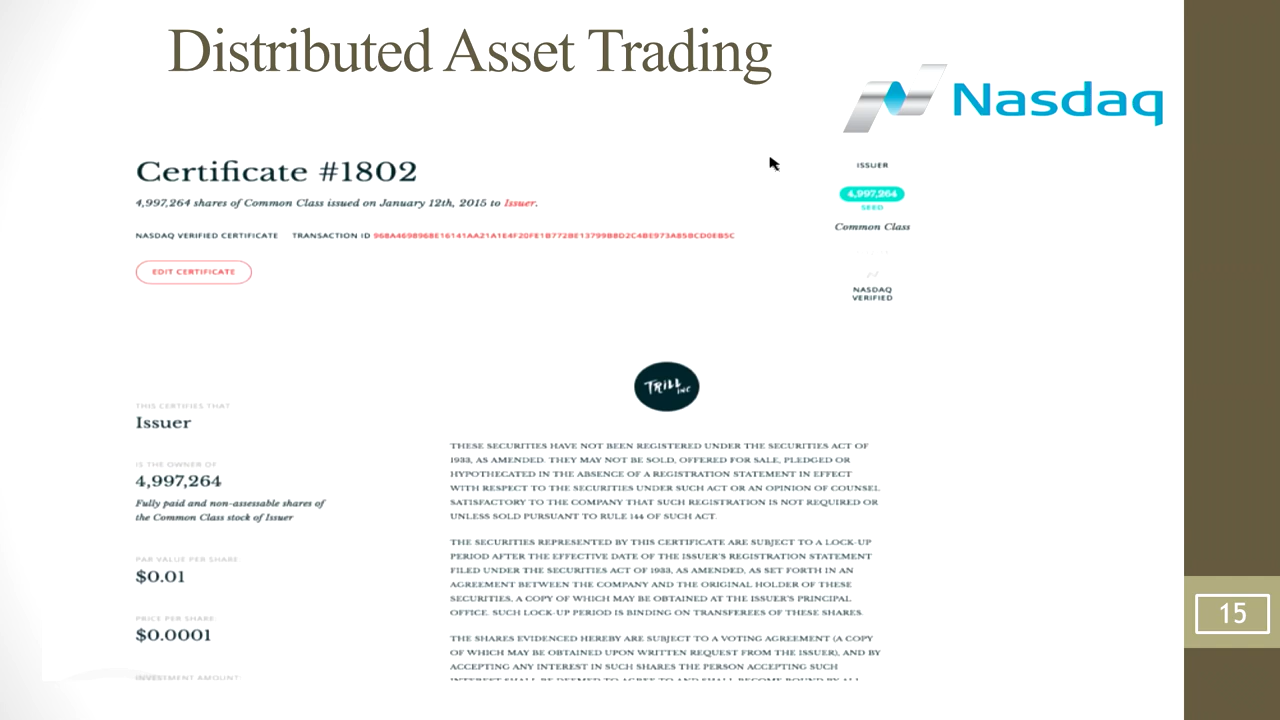 Distributed Asset Trading
Nasdaq
Certificate #1802
4,997,264 shares of Common Class issued on January 12th, 2015 to Issuer.
NASDAQ VERIFIED CERTIFICATE TRANSACTION ID
EDIT CERTIFICATE
ISSUER
4,997,264
SEED
Common Class
NASDAQ
VERIFIED
TRILL INC
THIS CERTIFIES THAT
Issuer
IS THE OWNER OF
4,997,264
Fully paid and non-assessable shares of
the Common Class stock of Issuer
PAR VALUE PER SHARE
$0.01
PRICE PER SHARE
$0.0001
INVESTMENT AMOUNT:
THESE SECURITIES HAVE NOT BEEN REGISTERED UNDER THE SECURITIES ACT OF
1933, AS AMENDED. THEY MAY NOT BE SOLD, OFFERED FOR SALE, PLEDGED OR
HYPOTHECATED IN THE ABSENCE OF A REGISTRATION STATEMENT IN EFFECT
WITH RESPECT TO THE SECURITIES UNDER SUCH ACT OR AN OPINION OF COUNSEL
SATISFACTORY TO THE COMPANY THAT SUCH REGISTRATION IS NOT REQUIRED OR
UNLESS SOLD PURSUANT TO RULE 144 OF SUCH ACT.
THE SECURITIES REPRESENTED BY THIS CERTIFICATE ARE SUBJECT TO A LOCK-UP
PERIOD AFTER THE EFFECTIVE DATE OF THE ISSUER'S REGISTRATION STATEMENT
FILED UNDER THE SECURITIES ACT OF 1933, AS AMENDED, AS SET FORTH IN AN
AGREEMENT BETWEEN THE COMPANY AND THE ORIGINAL HOLDER OF THESE
SECURITIES, A COPY OF WHICH MAY BE OBTAINED AT THE ISSUER'S PRINCIPAL
OFFICE. SUCH LOCK-UP PERIOD IS BINDING ON TRANSFEREES OF THESE SHARES.
THE SHARES EVIDENCED HEREBY ARE SUBJECT TO A VOTING AGREEMENT (A COPY
OF WHICH MAY BE OBTAINED UPON WRITTEN REQUEST FROM THE ISSUER), AND BY
ACCEPTING ANY INTEREST IN SUCH SHARES THE PERSON ACCEPTING SUCH
15